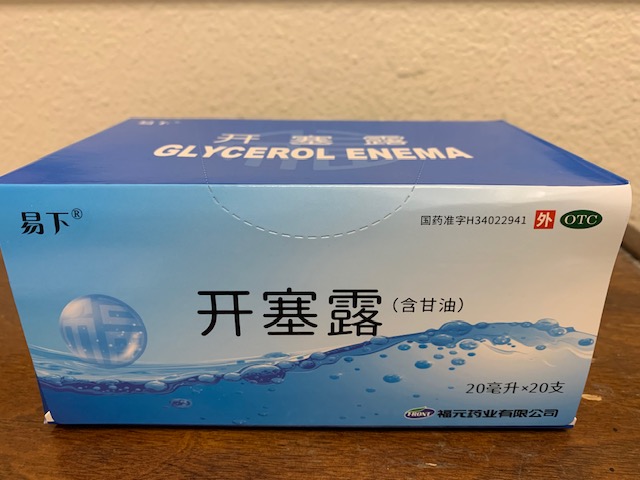 易下
开塞露
GLYCEROL ENEMA
易下®
国药准字H34022941 外 OTC
开塞露(含甘油)
20毫升×20支
FRONT 福元药业有限公司